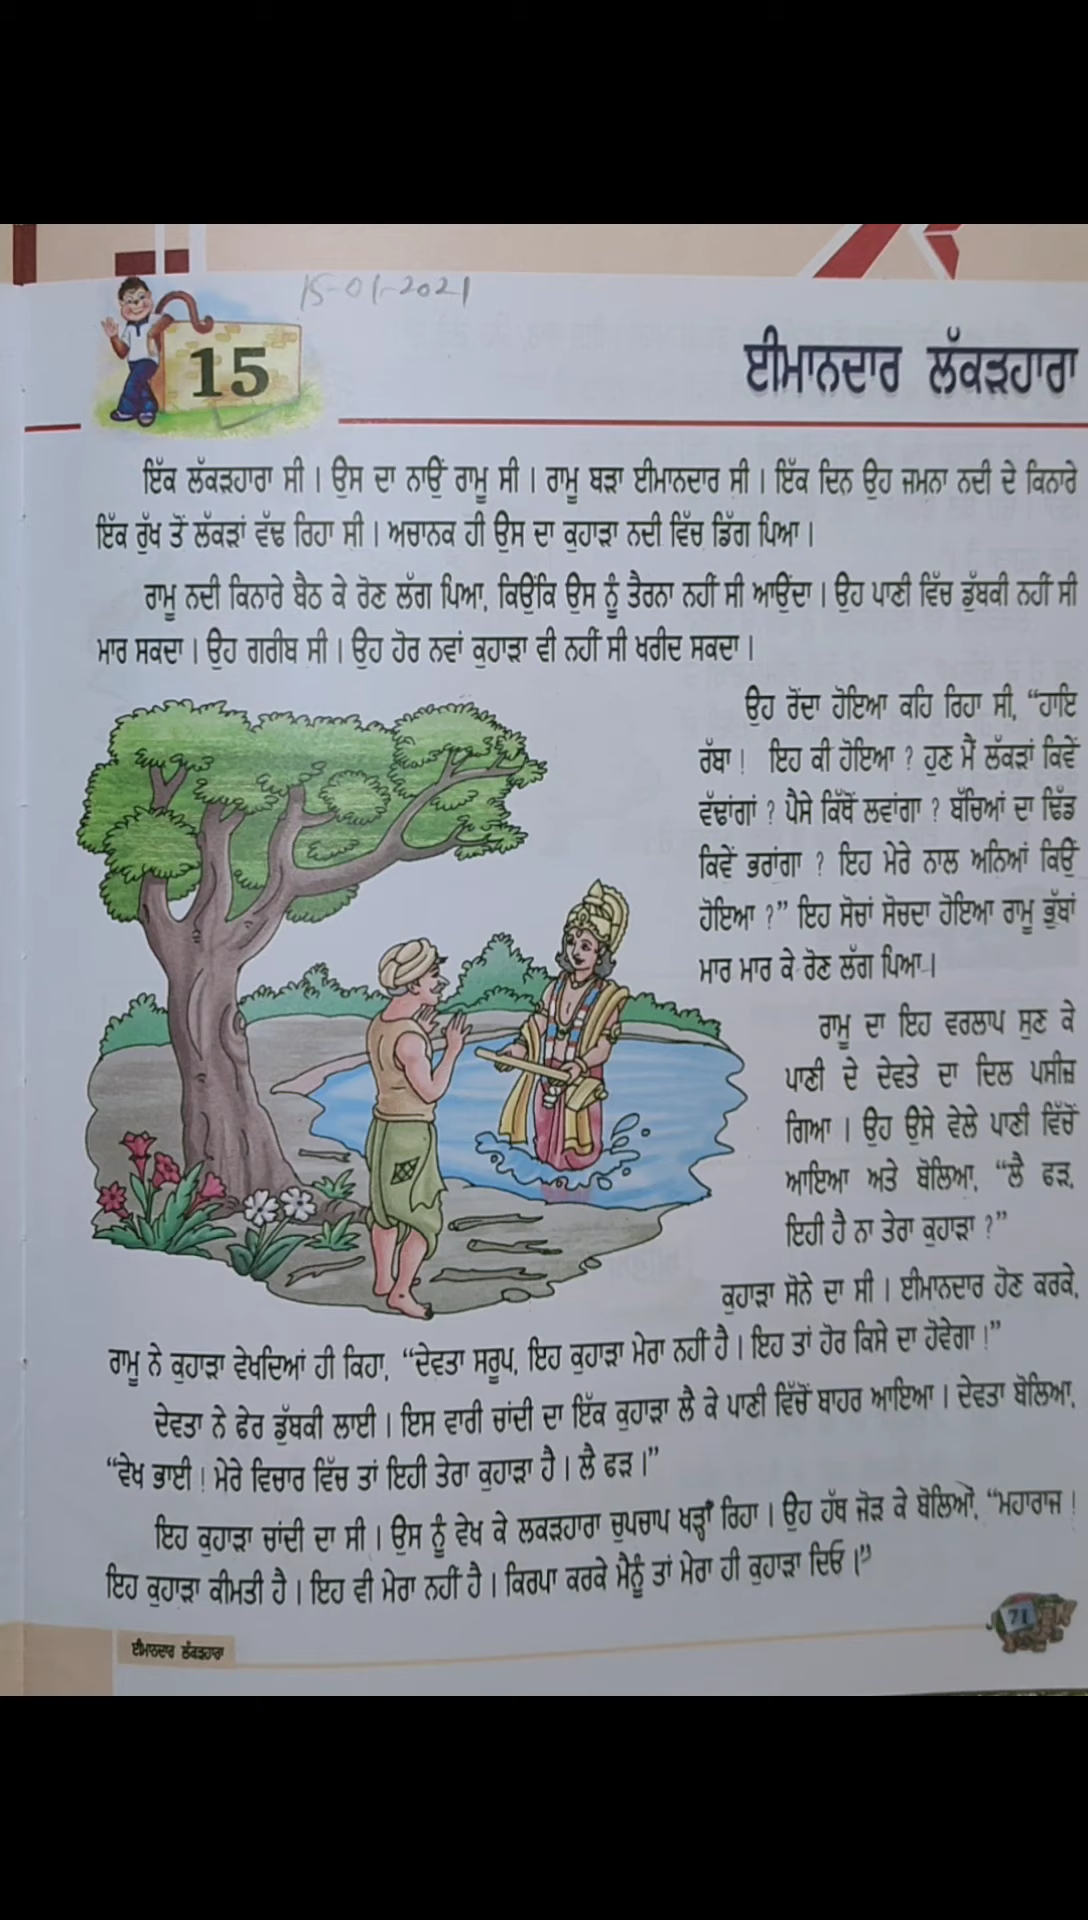 15-01-2021
15
ਈਮਾਨਦਾਰ ਲੱਕੜਹਾਰਾ
ਇੱਕ ਲੱਕੜਹਾਰਾ ਸੀ । ਉਸ ਦਾ ਨਾਉਂ ਰਾਮੂ ਸੀ । ਰਾਮੂ ਬੜਾ ਈਮਾਨਦਾਰ ਸੀ । ਇੱਕ ਦਿਨ ਉਹ ਜਮਨਾ ਨਦੀ ਦੇ ਕਿਨਾਰੇ
ਇੱਕ ਰੁੱਖ ਤੋਂ ਲੱਕੜਾਂ ਵੱਢ ਰਿਹਾ ਸੀ । ਅਚਾਨਕ ਹੀ ਉਸ ਦਾ ਕੁਹਾੜਾ ਨਦੀ ਵਿੱਚ ਡਿੱਗ ਪਿਆ ।
ਰਾਮੂ ਨਦੀ ਕਿਨਾਰੇ ਬੈਠ ਕੇ ਰੋਣ ਲੱਗ ਪਿਆ, ਕਿਉਂਕਿ ਉਸ ਨੂੰ ਤੈਰਨਾ ਨਹੀਂ ਸੀ ਆਉਂਦਾ । ਉਹ ਪਾਣੀ ਵਿੱਚ ਡੁੱਬਕੀ ਨਹੀਂ ਸੀ
ਮਾਰ ਸਕਦਾ । ਉਹ ਗਰੀਬ ਸੀ । ਉਹ ਹੋਰ ਨਵਾਂ ਕੁਹਾੜਾ ਵੀ ਨਹੀਂ ਸੀ ਖਰੀਦ ਸਕਦਾ ।
ਉਹ ਰੋਂਦਾ ਹੋਇਆ ਕਹਿ ਰਿਹਾ ਸੀ, “ਹਾਇ
ਰੱਬਾ ! ਇਹ ਕੀ ਹੋਇਆ ? ਹੁਣ ਮੈਂ ਲੱਕੜਾਂ ਕਿਵੇਂ
ਵੱਢਾਂਗਾਂ ? ਪੈਸੇ ਕਿੱਥੋਂ ਲਵਾਂਗਾ ? ਬੱਚਿਆਂ ਦਾ ਢਿੱਡ
ਕਿਵੇਂ ਭਰਾਂਗਾ ? ਇਹ ਮੇਰੇ ਨਾਲ ਅਨਿਆਂ ਕਿਉਂ
ਹੋਇਆ ?” ਇਹ ਸੋਚਾਂ ਸੋਚਦਾ ਹੋਇਆ ਰਾਮੂ ਭੁੱਬਾਂ
ਮਾਰ ਮਾਰ ਕੇ ਰੋਣ ਲੱਗ ਪਿਆ ।
ਰਾਮੂ ਦਾ ਇਹ ਵਰਲਾਪ ਸੁਣ ਕੇ
ਪਾਣੀ ਦੇ ਦੇਵਤੇ ਦਾ ਦਿਲ ਪਸੀਜ਼
ਗਿਆ । ਉਹ ਉਸੇ ਵੇਲੇ ਪਾਣੀ ਵਿੱਚੋਂ
ਆਇਆ ਅਤੇ ਬੋਲਿਆ, “ਲੈ ਫੜ,
ਇਹੀ ਹੈ ਨਾ ਤੇਰਾ ਕੁਹਾੜਾ ?”
ਕੁਹਾੜਾ ਸੋਨੇ ਦਾ ਸੀ । ਈਮਾਨਦਾਰ ਹੋਣ ਕਰਕੇ,
ਰਾਮੂ ਨੇ ਕੁਹਾੜਾ ਵੇਖਦਿਆਂ ਹੀ ਕਿਹਾ, “ਦੇਵਤਾ ਸਰੂਪ, ਇਹ ਕੁਹਾੜਾ ਮੇਰਾ ਨਹੀਂ ਹੈ । ਇਹ ਤਾਂ ਹੋਰ ਕਿਸੇ ਦਾ ਹੋਵੇਗਾ !”
ਦੇਵਤਾ ਨੇ ਫੇਰ ਡੁੱਬਕੀ ਲਾਈ । ਇਸ ਵਾਰੀ ਚਾਂਦੀ ਦਾ ਇੱਕ ਕੁਹਾੜਾ ਲੈ ਕੇ ਪਾਣੀ ਵਿੱਚੋਂ ਬਾਹਰ ਆਇਆ । ਦੇਵਤਾ ਬੋਲਿਆ,
“ਵੇਖ ਭਾਈ ! ਮੇਰੇ ਵਿਚਾਰ ਵਿੱਚ ਤਾਂ ਇਹੀ ਤੇਰਾ ਕੁਹਾੜਾ ਹੈ । ਲੈ ਫੜ ।”
ਇਹ ਕੁਹਾੜਾ ਚਾਂਦੀ ਦਾ ਸੀ । ਉਸ ਨੂੰ ਵੇਖ ਕੇ ਲਕੜਹਾਰਾ ਚੁਪਚਾਪ ਖੜ੍ਹਾ ਰਿਹਾ । ਉਹ ਹੱਥ ਜੋੜ ਕੇ ਬੋਲਿਆ, “ਮਹਾਰਾਜ !
ਇਹ ਕੁਹਾੜਾ ਕੀਮਤੀ ਹੈ । ਇਹ ਵੀ ਮੇਰਾ ਨਹੀਂ ਹੈ । ਕਿਰਪਾ ਕਰਕੇ ਮੈਨੂੰ ਤਾਂ ਮੇਰਾ ਹੀ ਕੁਹਾੜਾ ਦਿਓ ।”
71
ਈਮਾਨਦਾਰ ਲੱਕੜਹਾਰਾ